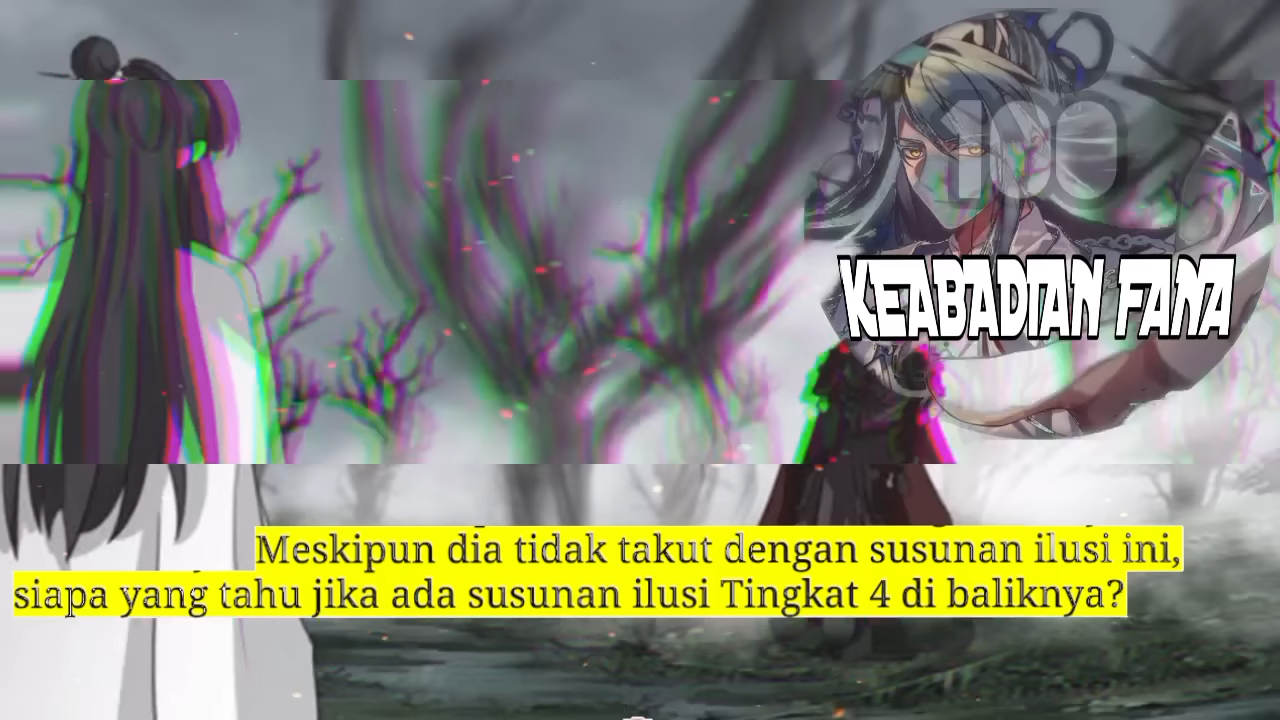 100
KEABADIAN FANA
Meskipun dia tidak takut dengan susunan ilusi ini,
siapa yang tahu jika ada susunan ilusi Tingkat 4 di baliknya?